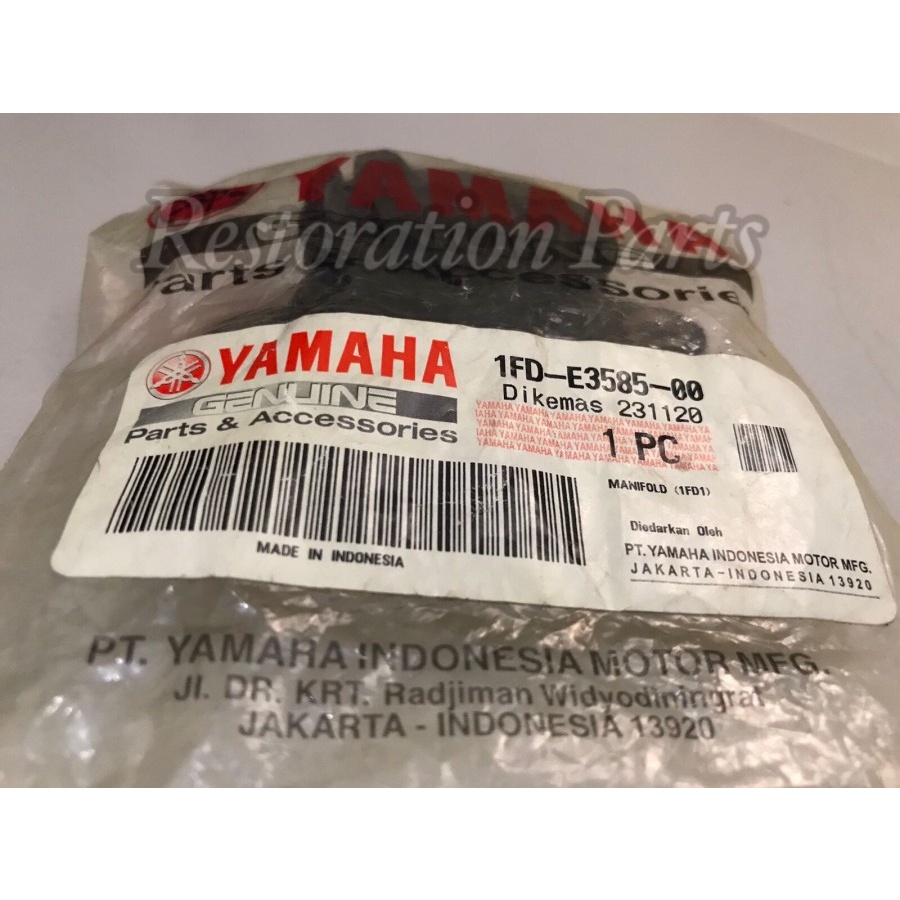 YAMAHA
Restoration Parts
Parts & Accessories
YAMAHA
GENUINE
Parts & Accessories
MADE IN INDONESIA
1FD-E3585-00
Dikemas 231120
1 PC
MANIFOLD (1FD1)
Diedarkan Oleh
PT. YAMAHA INDONESIA MOTOR MFG.
JAKARTA-INDONESIA 13920
PT. YAMAHA INDONESIA MOTOR MFG.
Jl. DR. KRT. Radjiman Widyodiningrat
JAKARTA - INDONESIA 13920